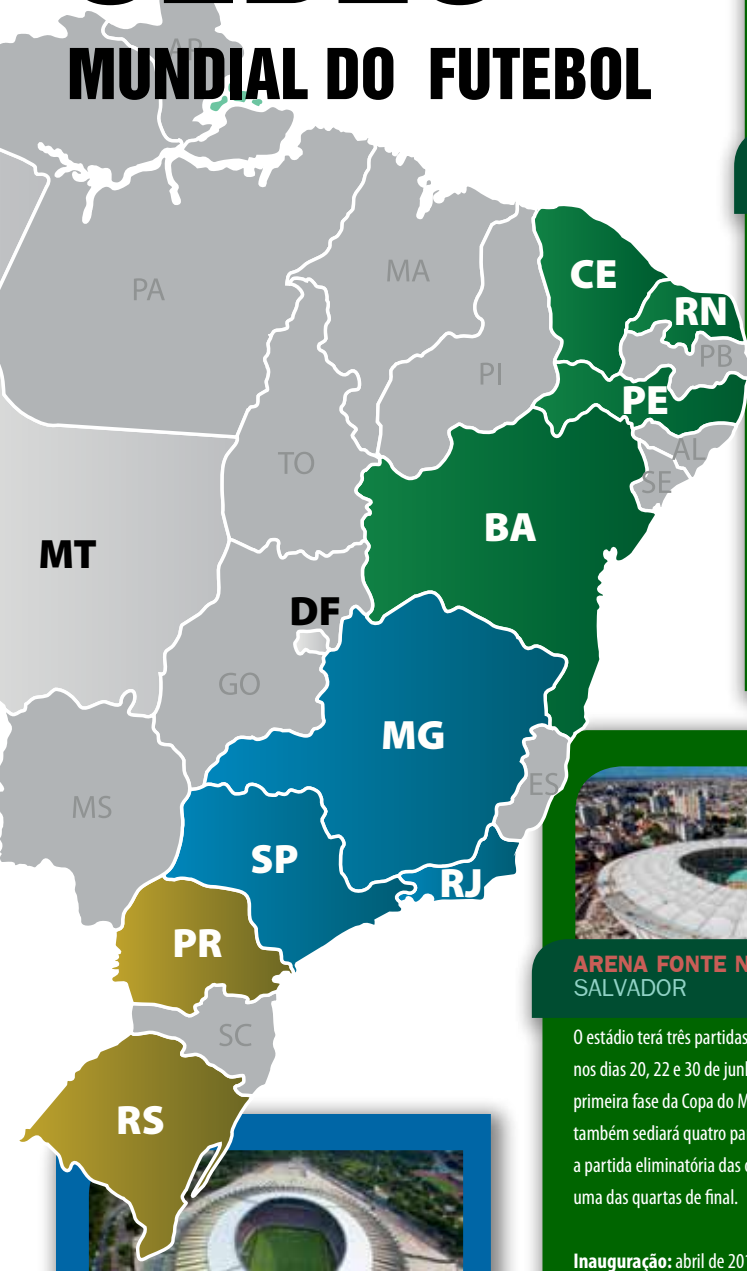 MUNDIAL DO FUTEBOL
AP
PA
MA
CE
RN
PB
PI
PE
AL
SE
TO
BA
MT
DF
GO
MG
ES
MS
SP
RJ
PR
SC
RS
ARENA FONTE N
SALVADOR
O estádio terá três partidas
nos dias 20, 22 e 30 de jun
primeira fase da Copa do M
também sediará quatro pa
a partida eliminatória das
uma das quartas de final.
Inauguração: abril de 201